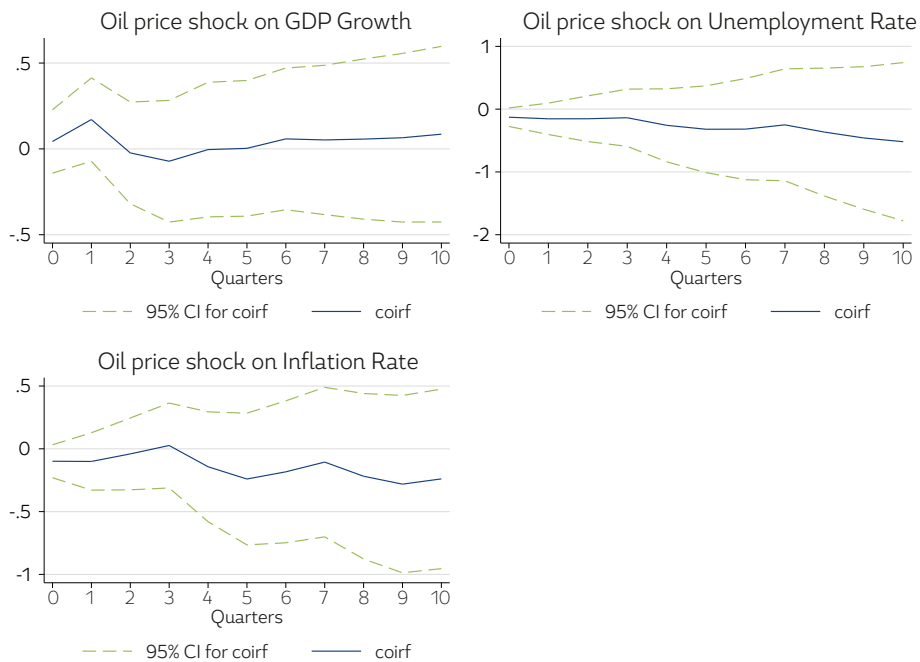 Oil price shock on GDP Growth
.5
0
-.5
0 1 2 3 4 5 6 7 8 9 10
Quarters
95% CI for coirf coirf
Oil price shock on Unemployment Rate
1
0
-1
-2
0 1 2 3 4 5 6 7 8 9 10
Quarters
95% CI for coirf coirf
Oil price shock on Inflation Rate
.5
0
-.5
-1
0 1 2 3 4 5 6 7 8 9 10
Quarters
95% CI for coirf coirf